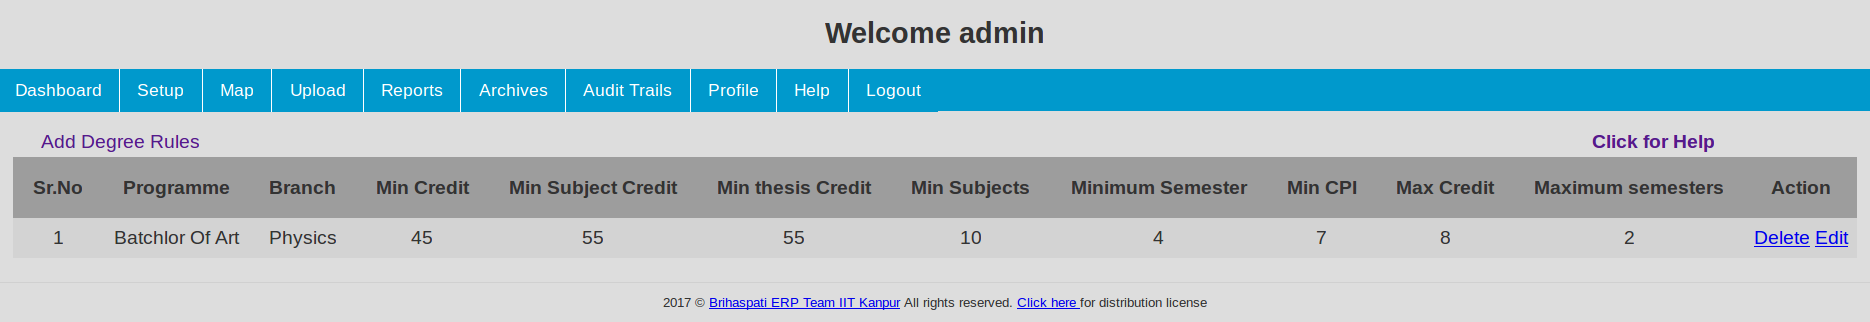 Welcome admin
Dashboard Setup Map Upload Reports Archives Audit Trails Profile Help Logout
Add Degree Rules Click for Help
Sr.No Programme Branch Min Credit Min Subject Credit Min thesis Credit Min Subjects Minimum Semester Min CPI Max Credit Maximum semesters Action
1 Batchlor Of Art Physics 45 55 55 10 4 7 8 2 Delete Edit
2017 © Brihaspati ERP Team IIT Kanpur All rights reserved. Click here for distribution license